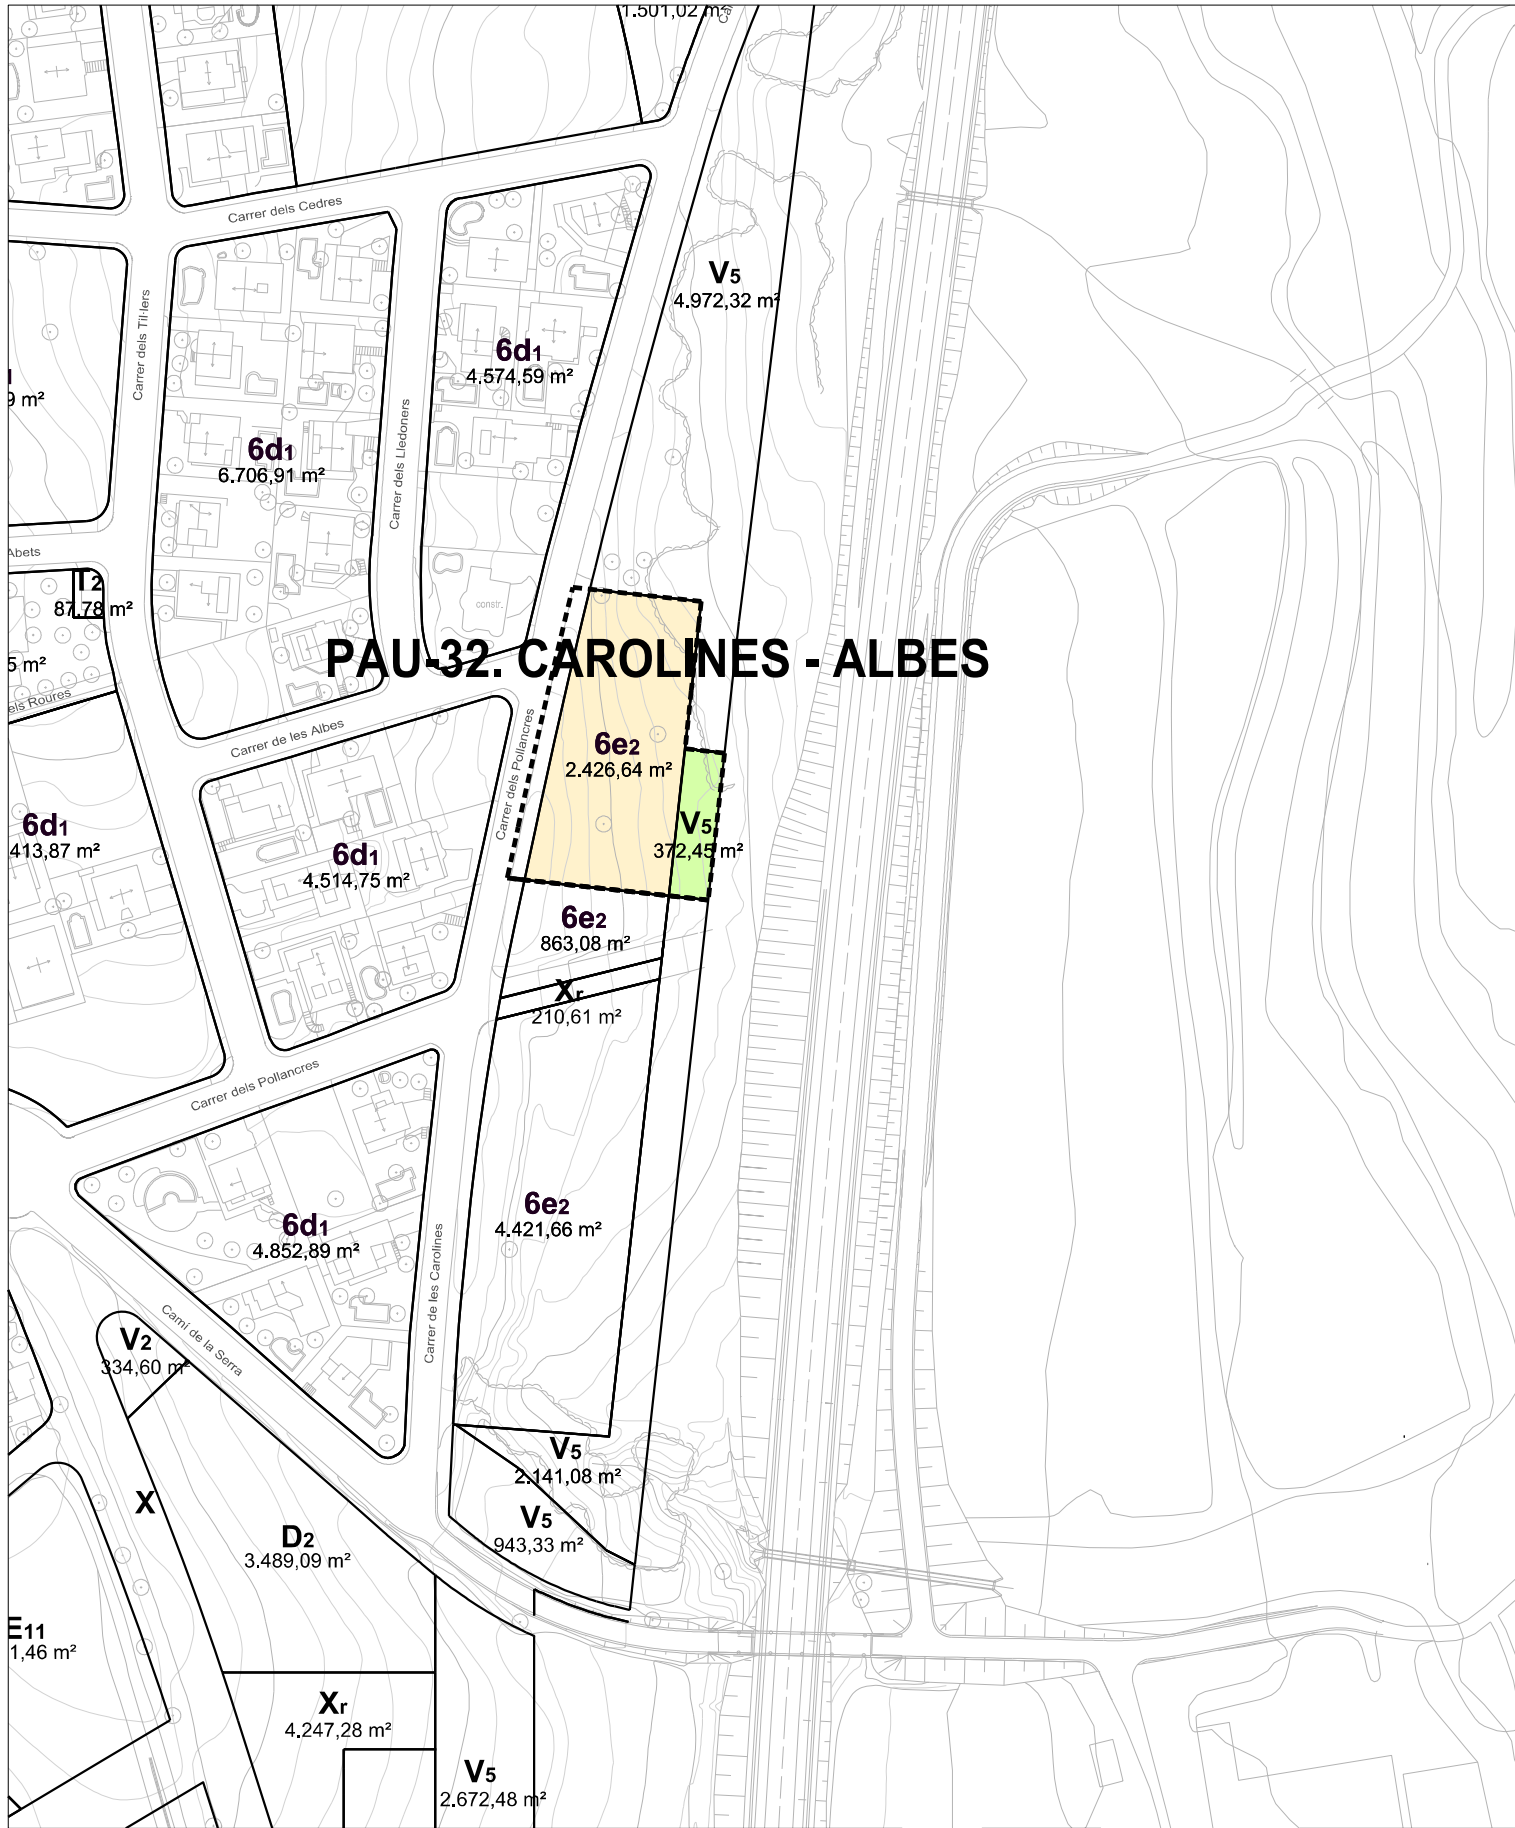 1.501,02 m²
Carrer dels Cedres
V5
4.972,32 m²
Carrer dels Til·lers
6d1
4.574,59 m²
9 m²
Carrer dels Lledoners
6d1
6.706,91 m²
Abets
T2
87,78 m²
constr.
PAU-32. CAROLINES - ALBES
5 m²
els Roures
Carrer de les Albes
Carrer dels Pollancres
6e2
2.426,64 m²
6d1
413,87 m²
V5
372,45 m²
6d1
4.514,75 m²
6e2
863,08 m²
Xr
210,61 m²
Carrer dels Pollancres
6e2
4.421,66 m²
6d1
4.852,89 m²
Carrer de les Carolines
Camí de la Serra
V2
334,60 m²
V5
2.141,08 m²
X
V5
943,33 m²
D2
3.489,09 m²
E11
1,46 m²
Xr
4.247,28 m²
V5
2.672,48 m²